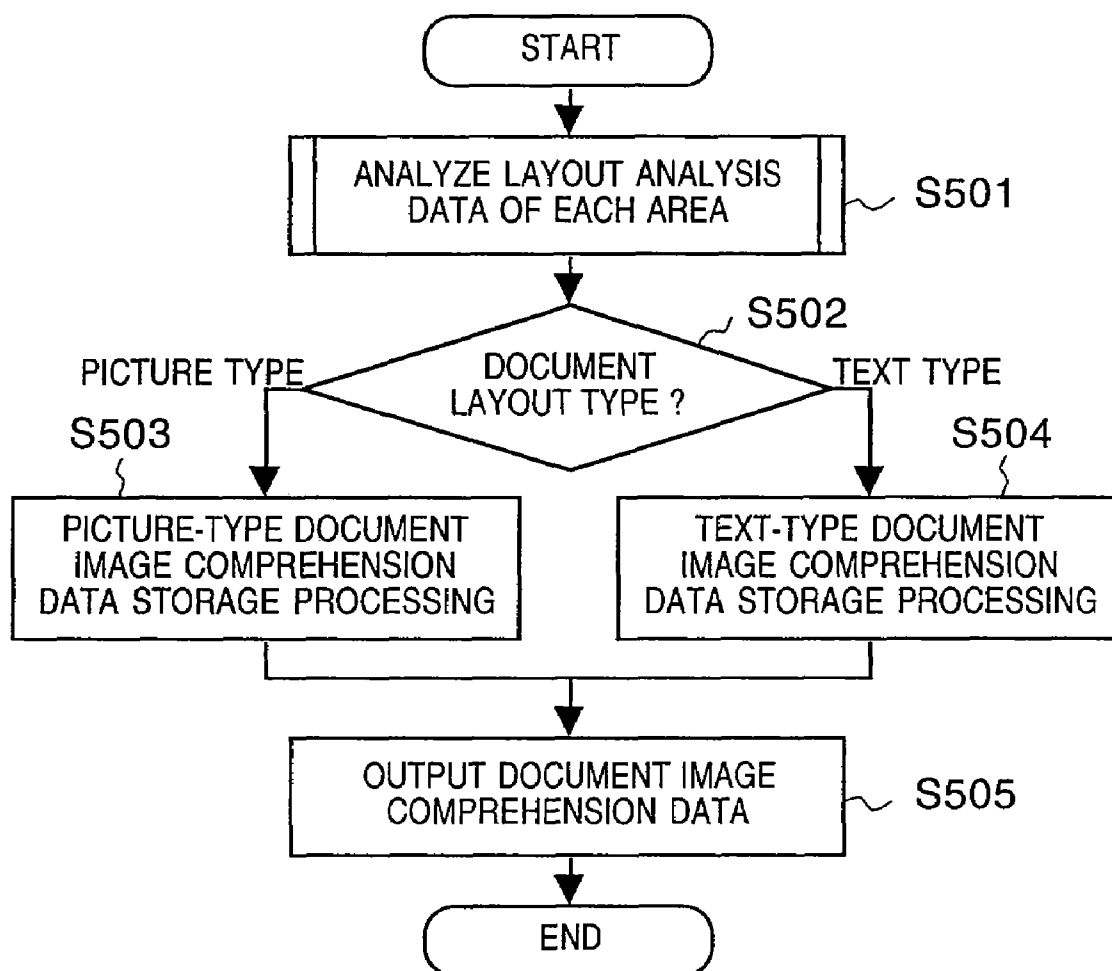 START
ANALYZE LAYOUT ANALYSIS
DATA OF EACH AREA
S501
S502
PICTURE TYPE
DOCUMENT
LAYOUT TYPE ?
TEXT TYPE
S503
S504
PICTURE-TYPE DOCUMENT
IMAGE COMPREHENSION
DATA STORAGE PROCESSING
TEXT-TYPE DOCUMENT
IMAGE COMPREHENSION
DATA STORAGE PROCESSING
OUTPUT DOCUMENT IMAGE
COMPREHENSION DATA
S505
END